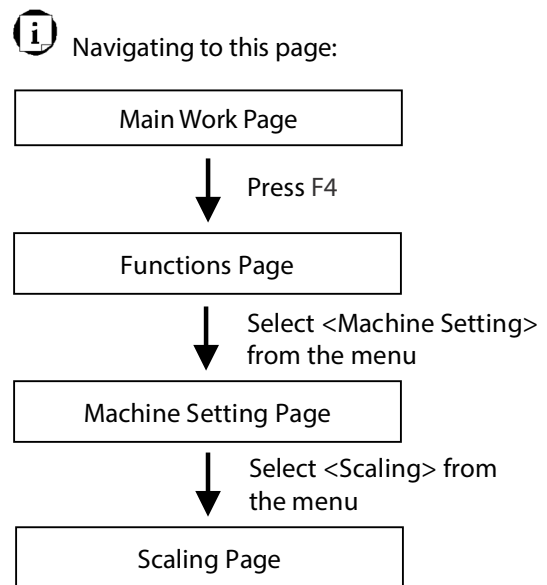 i
Navigating to this page:
Main Work Page
Press F4
Functions Page
Select <Machine Setting>
from the menu
Machine Setting Page
Select <Scaling> from
the menu
Scaling Page